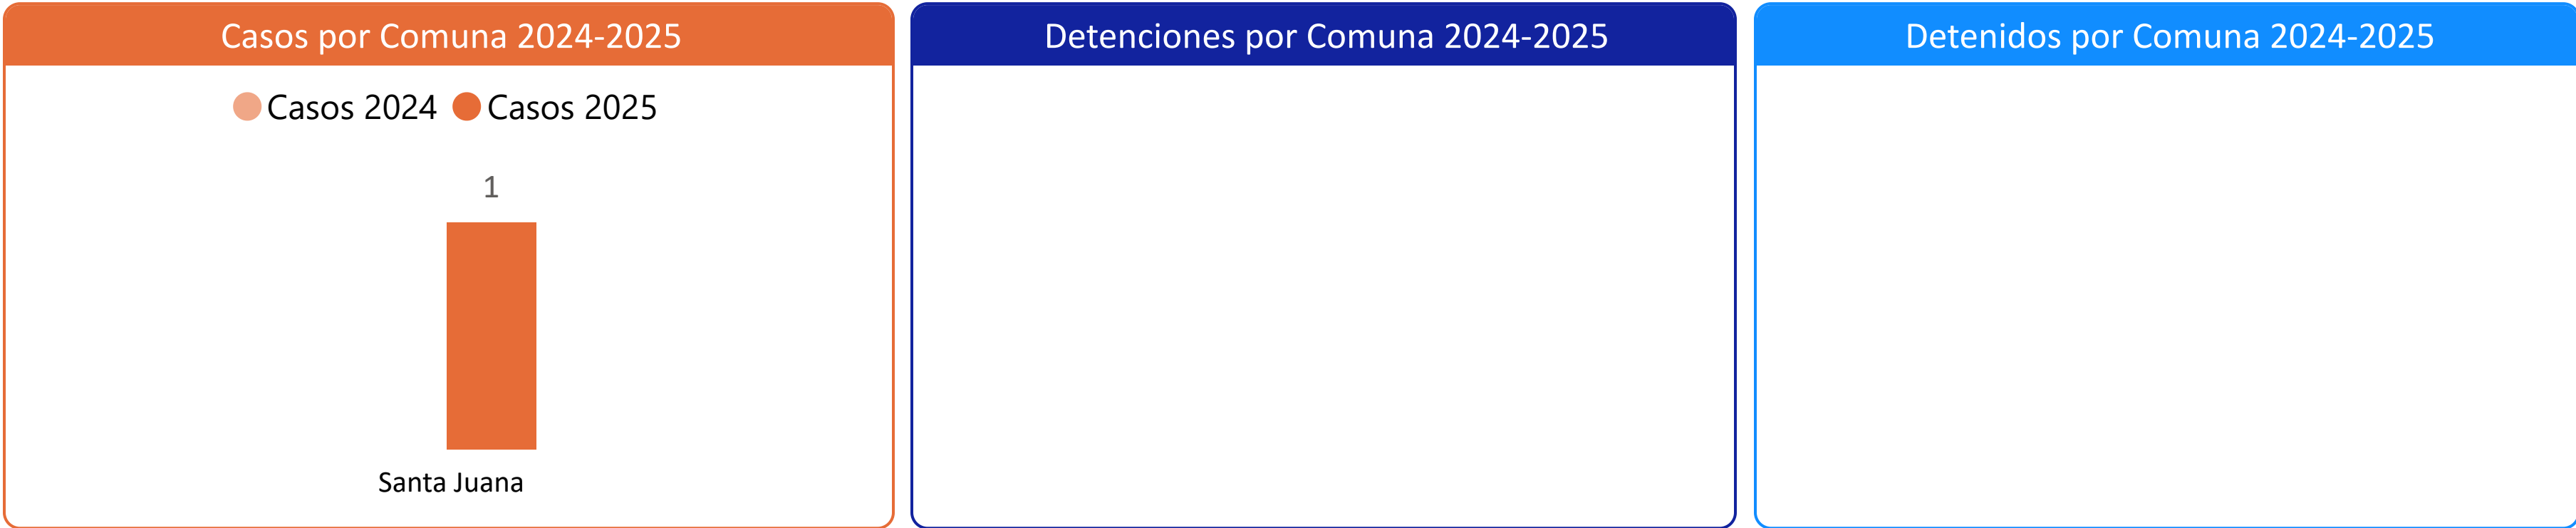 Casos por Comuna 2024-2025
Casos 2024 Casos 2025
1
Santa Juana
Detenciones por Comuna 2024-2025
Detenidos por Comuna 2024-2025